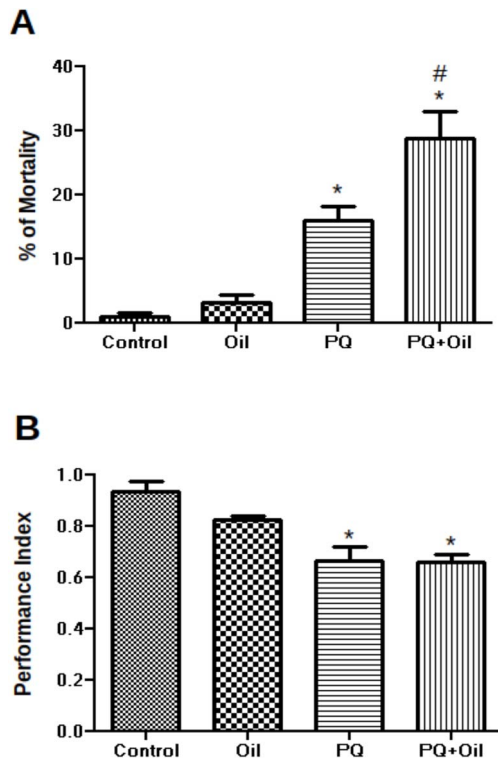 A
% of Mortality
40
30
20
10
0
#
*
*
Control Oil PQ PQ+Oil
B
Performance Index
1.0
0.8
0.6
0.4
0.2
0.0
* *
Control Oil PQ PQ+Oil